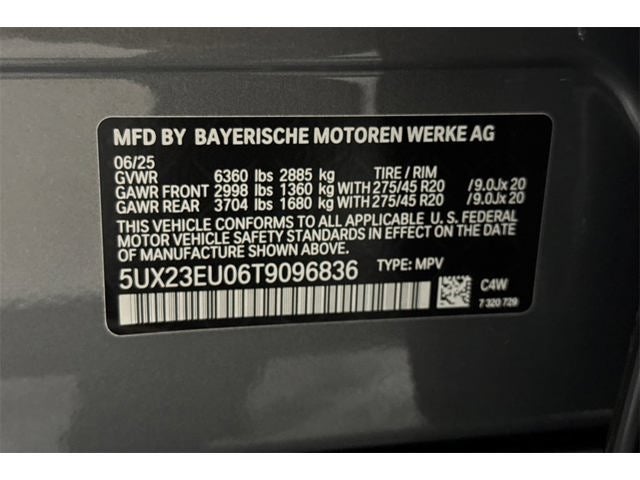 MFD BY BAYERISCHE MOTOREN WERKE AG
06/25
GVWR 6360 lbs 2885 kg TIRE / RIM
GAWR FRONT 2998 lbs 1360 kg WITH 275/45 R20 /9.0Jx20
GAWR REAR 3704 lbs 1680 kg WITH 275/45 R20 /9.0Jx20
THIS VEHICLE CONFORMS TO ALL APPLICABLE U. S. FEDERAL
MOTOR VEHICLE SAFETY STANDARDS IN EFFECT ON THE DATE
OF MANUFACTURE SHOWN ABOVE.
5UX23EU06T9096836 TYPE: MPV
C4W
7 320 729